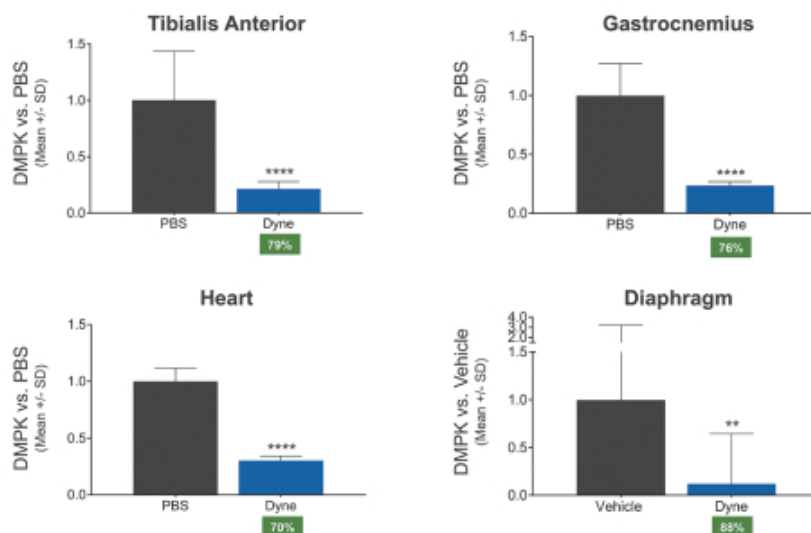 Tibialis Anterior
DMPK vs. PBS
(Mean +/- SD)
1.5
1.0
0.5
0.0
****
PBS
Dyne
79%
Gastrocnemius
DMPK vs. PBS
(Mean +/- SD)
1.5
1.0
0.5
0.0
****
PBS
Dyne
76%
Heart
DMPK vs. PBS
(Mean +/- SD)
1.5
1.0
0.5
0.0
****
PBS
Dyne
70%
Diaphragm
DMPK vs. Vehicle
(Mean +/- SD)
4.0
3.0
2.0
1.5
1.0
0.5
0.0
**
Vehicle
Dyne
88%